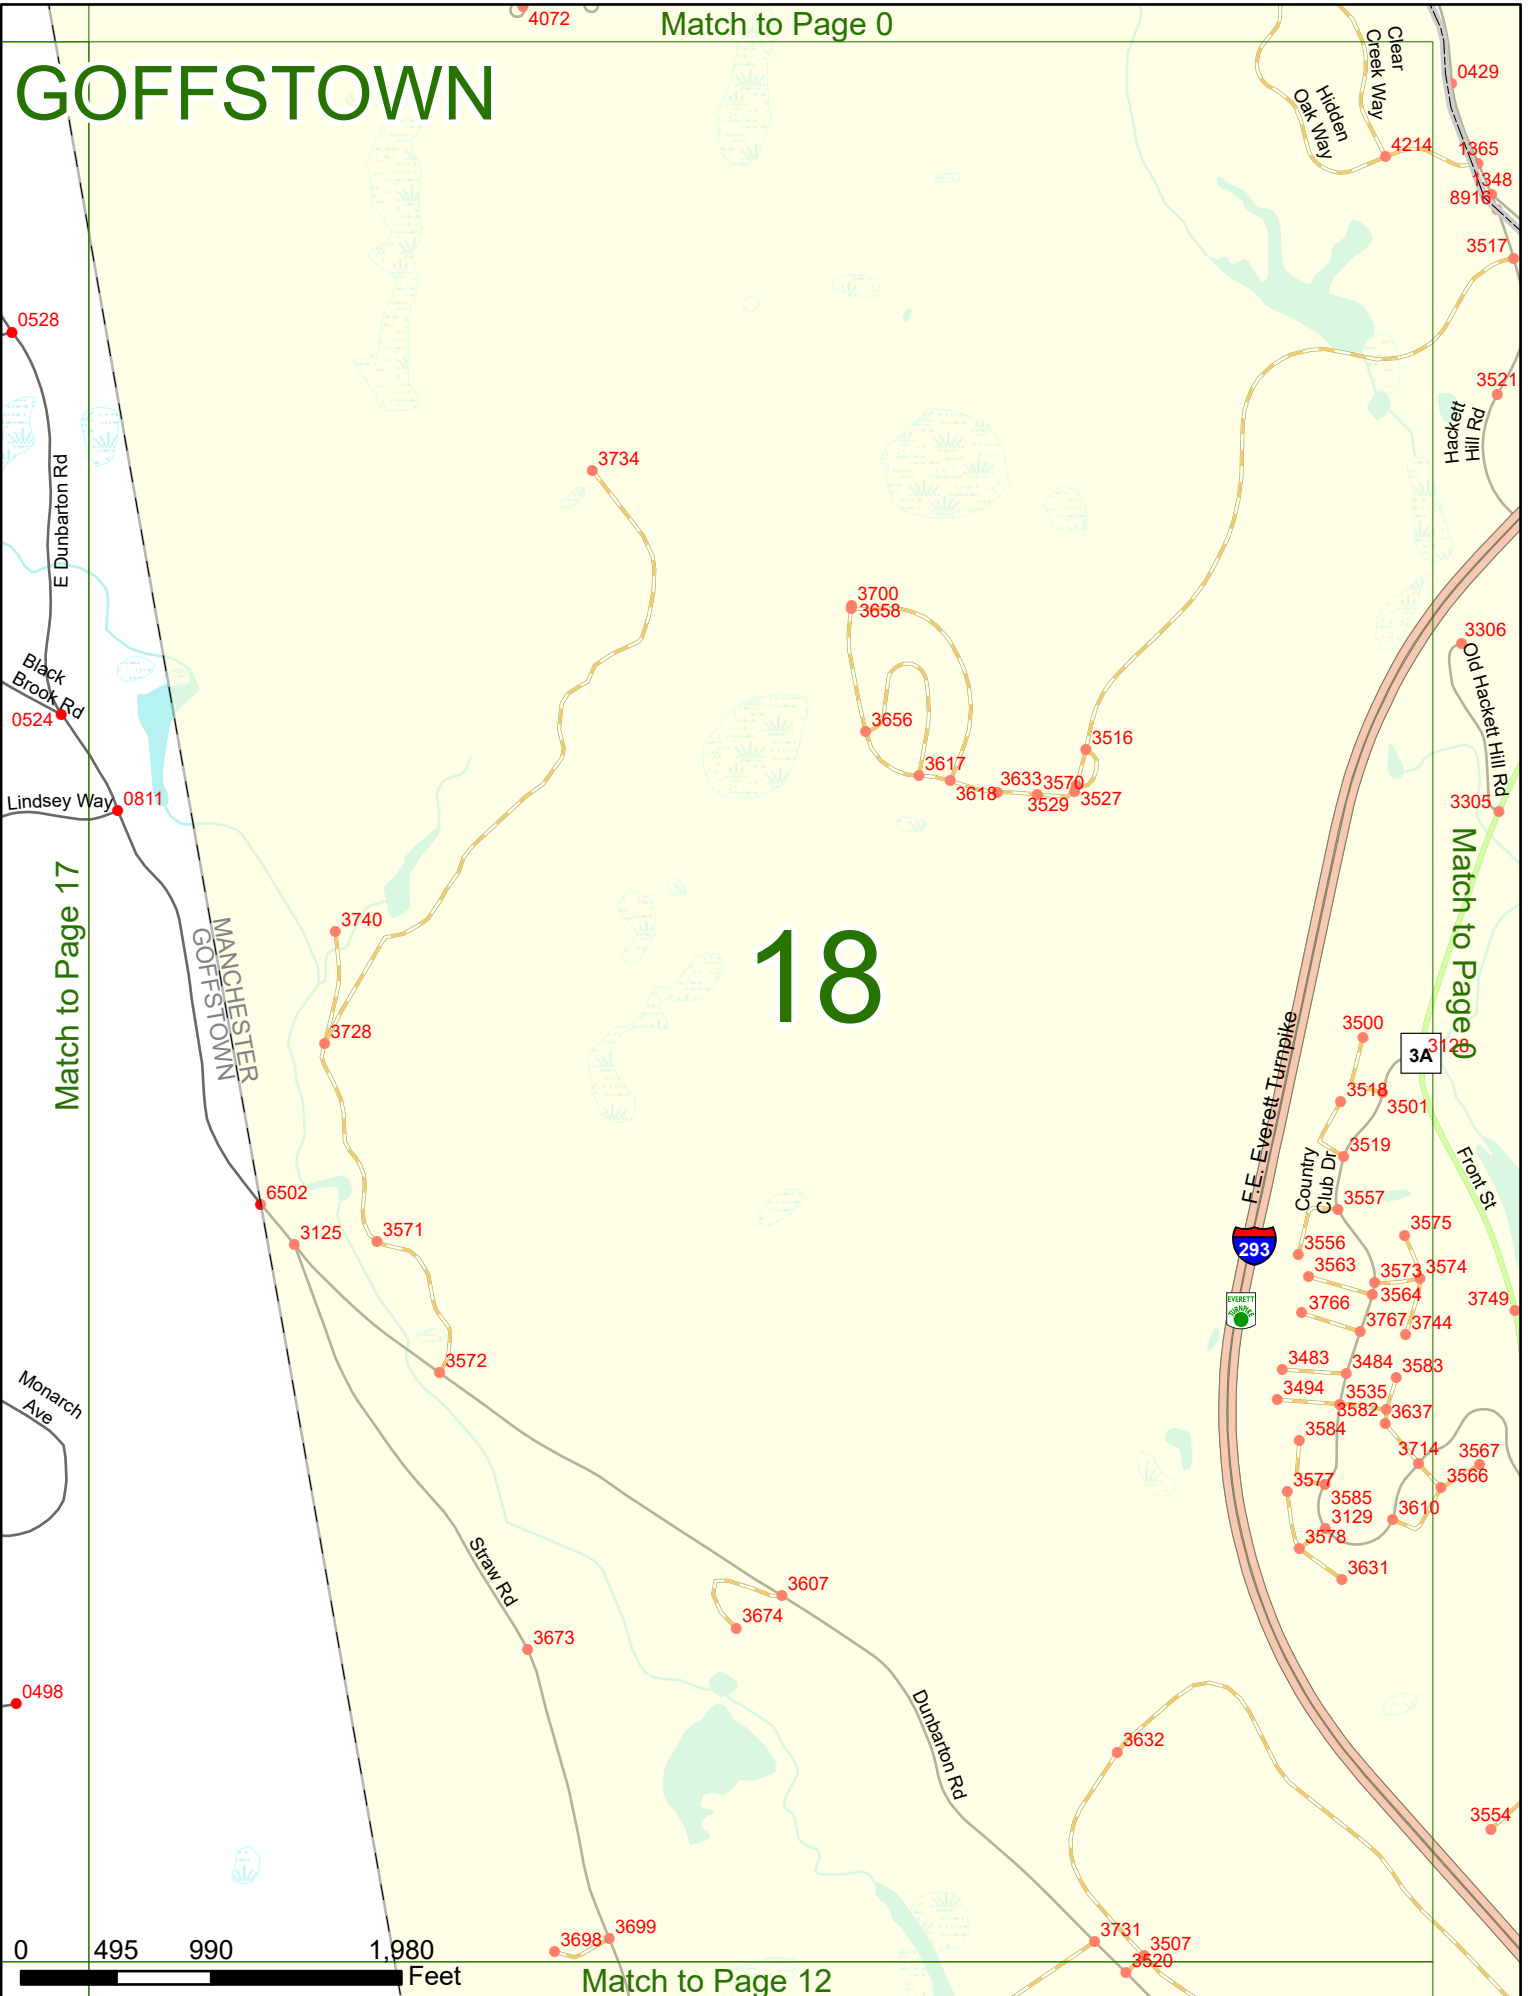 4072
Match to Page 0
GOFFSTOWN
Clear
Creek Way
Hidden
Oak Way
0429
4214
1365
1348
8916
3517
0528
3521
Hackett
Hill Rd
E Dunbarton Rd
3734
3700
3658
3306
Old Hackett Hill Rd
Black
Brook Rd
0524
3656
3516
3617
3633
3570
3618
3529
3527
Lindsey Way
0811
3305
Match to Page 17
Match to Page 0
MANCHESTER
GOFFSTOWN
3740
18
3728
F.E. Everett Turnpike
3500
3A
3128
3518
3501
3519
Country
Club Dr
Front St
6502
3557
3125
3571
3575
293
3556
3563
3573
3574
3564
EVERETT
TURNPIKE
3766
3767
3744
3749
3572
3483
3484
3583
Monarch
Ave
3494
3535
3582
3637
3584
3714
3567
3577
3566
3585
3129
3610
3578
Straw Rd
3631
3607
3674
3673
0498
Dunbarton Rd
3632
3554
3698
3699
3731
3507
3520
0
495
990
1,980
Feet
Match to Page 12